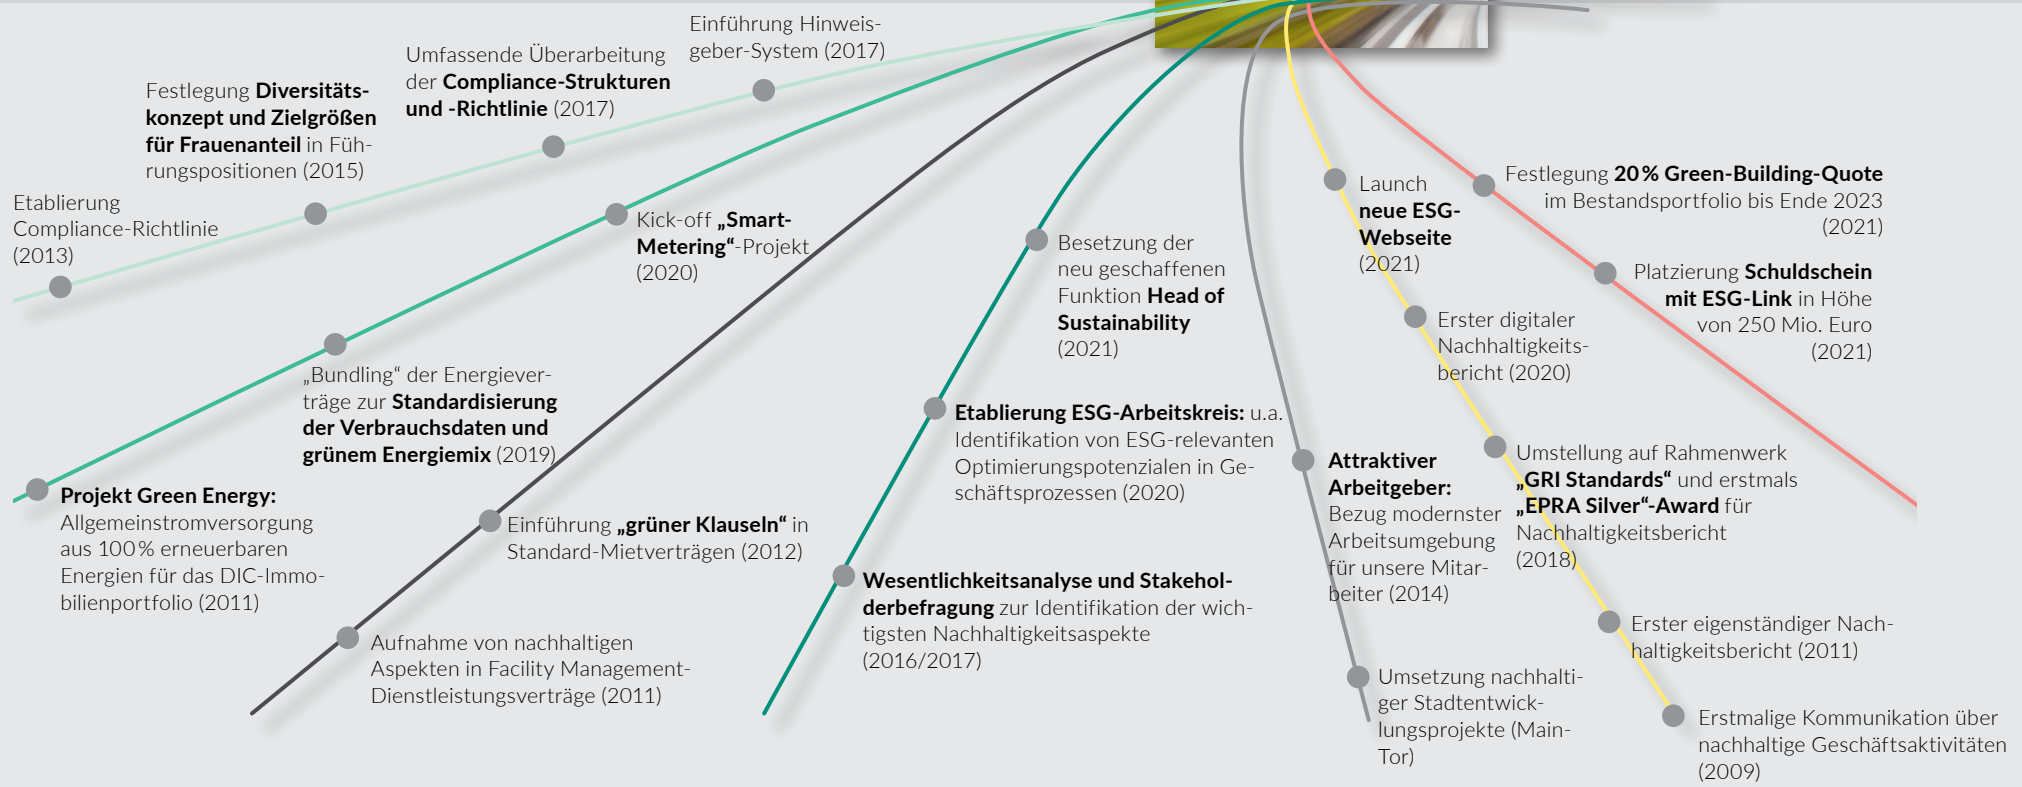 Einführung Hinweis-
geber-System (2017)
Umfassende Überarbeitung
der Compliance-Strukturen
und -Richtlinie (2017)
Festlegung Diversitäts-
konzept und Zielgrößen
für Frauenanteil in Füh-
rungspositionen (2015)
Etablierung
Compliance-Richtlinie
(2013)
Kick-off „Smart-
Metering“-Projekt
(2020)
„Bundling“ der Energiever-
träge zur Standardisierung
der Verbrauchsdaten und
grünem Energiemix (2019)
Projekt Green Energy:
Allgemeinstromversorgung
aus 100 % erneuerbaren
Energien für das DIC-Immo-
bilienportfolio (2011)
Einführung „grüner Klauseln“ in
Standard-Mietverträgen (2012)
Aufnahme von nachhaltigen
Aspekten in Facility Management-
Dienstleistungsverträge (2011)
Besetzung der
neu geschaffenen
Funktion Head of
Sustainability
(2021)
Etablierung ESG-Arbeitskreis: u.a.
Identifikation von ESG-relevanten
Optimierungspotenzialen in Ge-
schäftsprozessen (2020)
Wesentlichkeitsanalyse und Stakehol-
derbefragung zur Identifikation der wich-
tigsten Nachhaltigkeitsaspekte
(2016/2017)
Attraktiver
Arbeitgeber:
Bezug modernster
Arbeitsumgebung
für unsere Mitar-
beiter (2014)
Umsetzung nachhalti-
ger Stadtentwick-
lungsprojekte (Main-
Tor)
Launch
neue ESG-
Webseite
(2021)
Erster digitaler
Nachhaltigkeits-
bericht (2020)
Umstellung auf Rahmenwerk
„GRI Standards“ und erstmals
„EPRA Silver“-Award für
Nachhaltigkeitsbericht
(2018)
Erster eigenständiger Nach-
haltigkeitsbericht (2011)
Erstmalige Kommunikation über
nachhaltige Geschäftsaktivitäten
(2009)
Festlegung 20 % Green-Building-Quote
im Bestandsportfolio bis Ende 2023
(2021)
Platzierung Schuldschein
mit ESG-Link in Höhe
von 250 Mio. Euro
(2021)